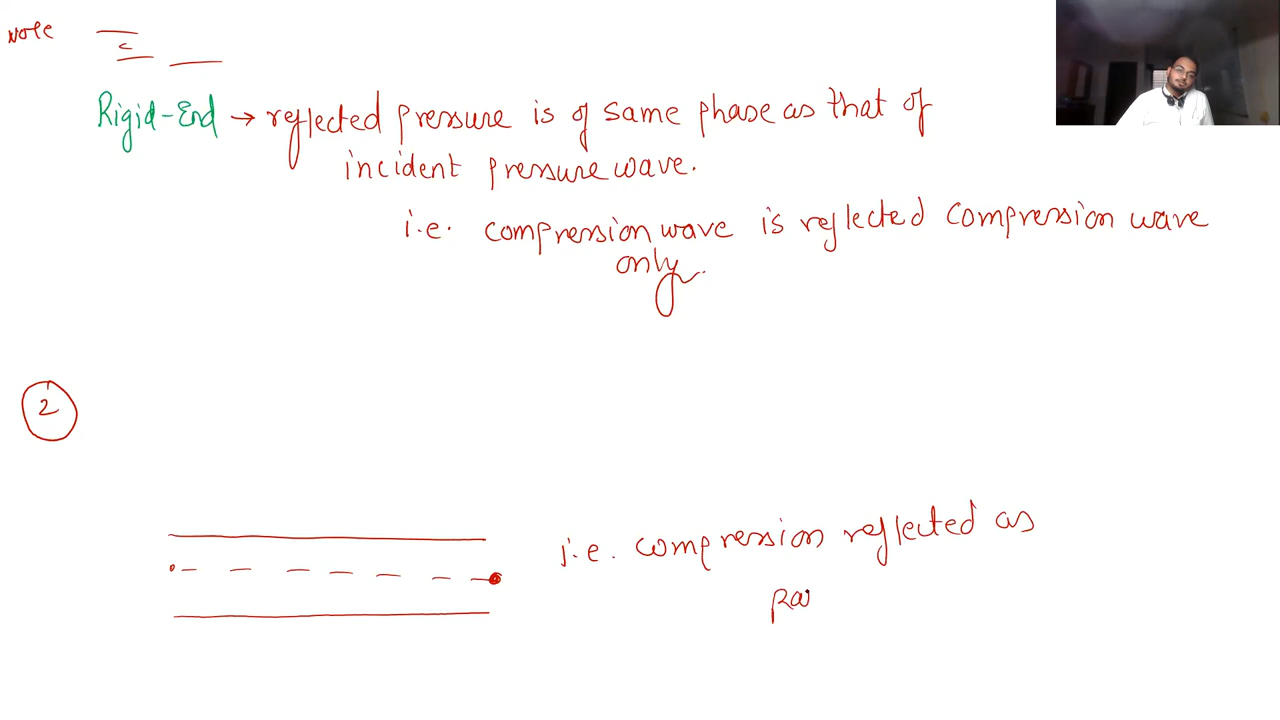 Note
Rigid-End → reflected pressure is of same phase as that of
incident pressure wave.
i.e. compression wave is reflected compression wave
only.
2
i.e. compression reflected as